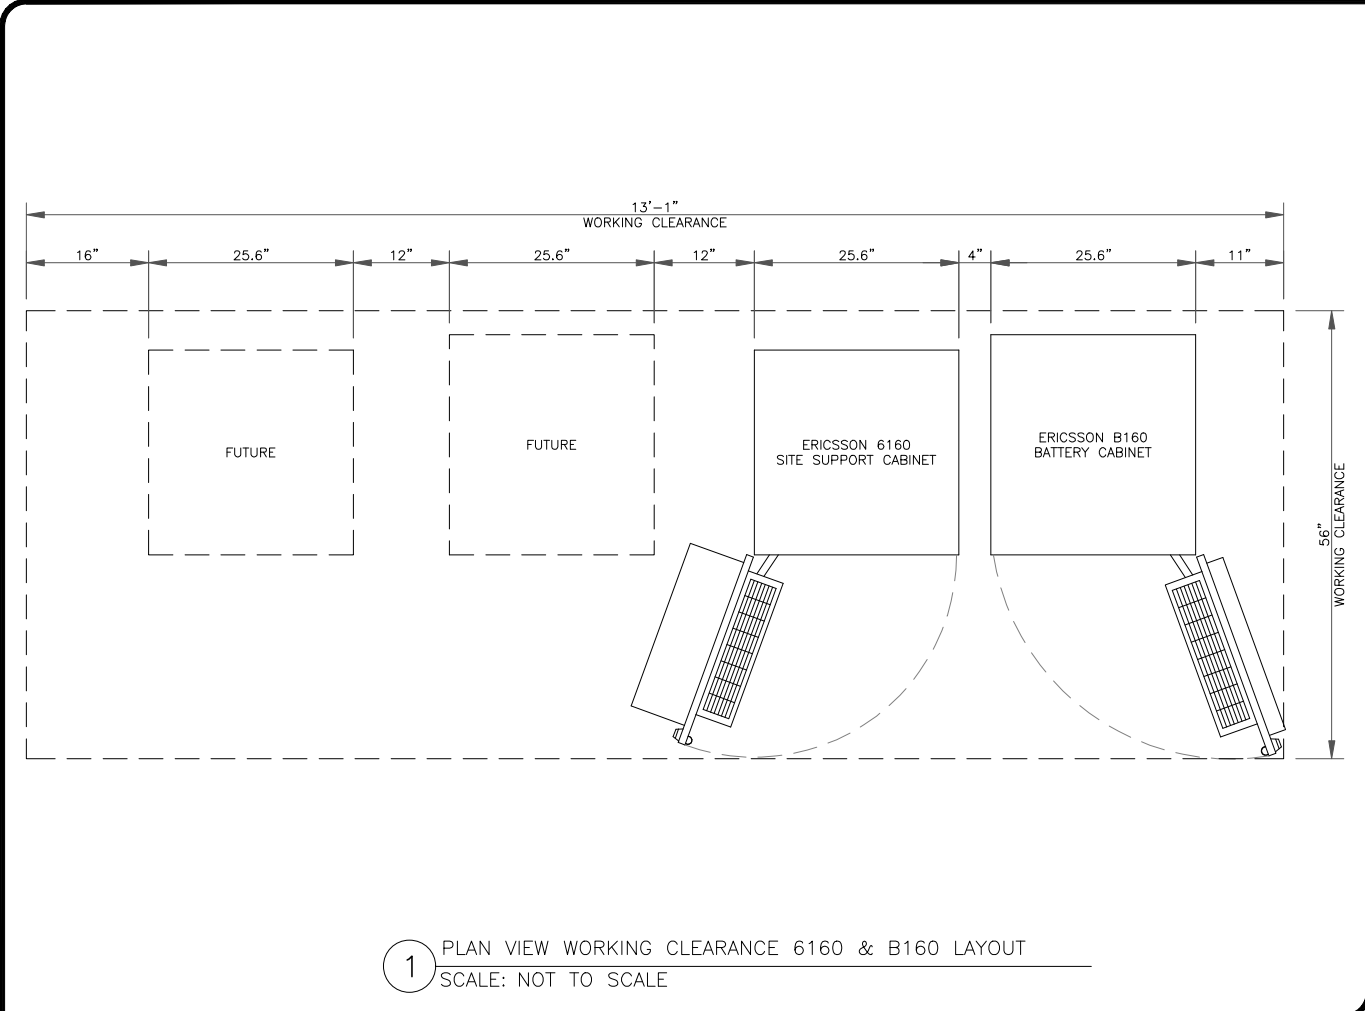 13'-1"
WORKING CLEARANCE
16" 25.6" 12" 25.6" 12" 25.6" 4" 25.6" 11"
FUTURE
FUTURE
ERICSSON 6160
SITE SUPPORT CABINET
ERICSSON B160
BATTERY CABINET
56"
WORKING CLEARANCE
1
PLAN VIEW WORKING CLEARANCE 6160 & B160 LAYOUT
SCALE: NOT TO SCALE